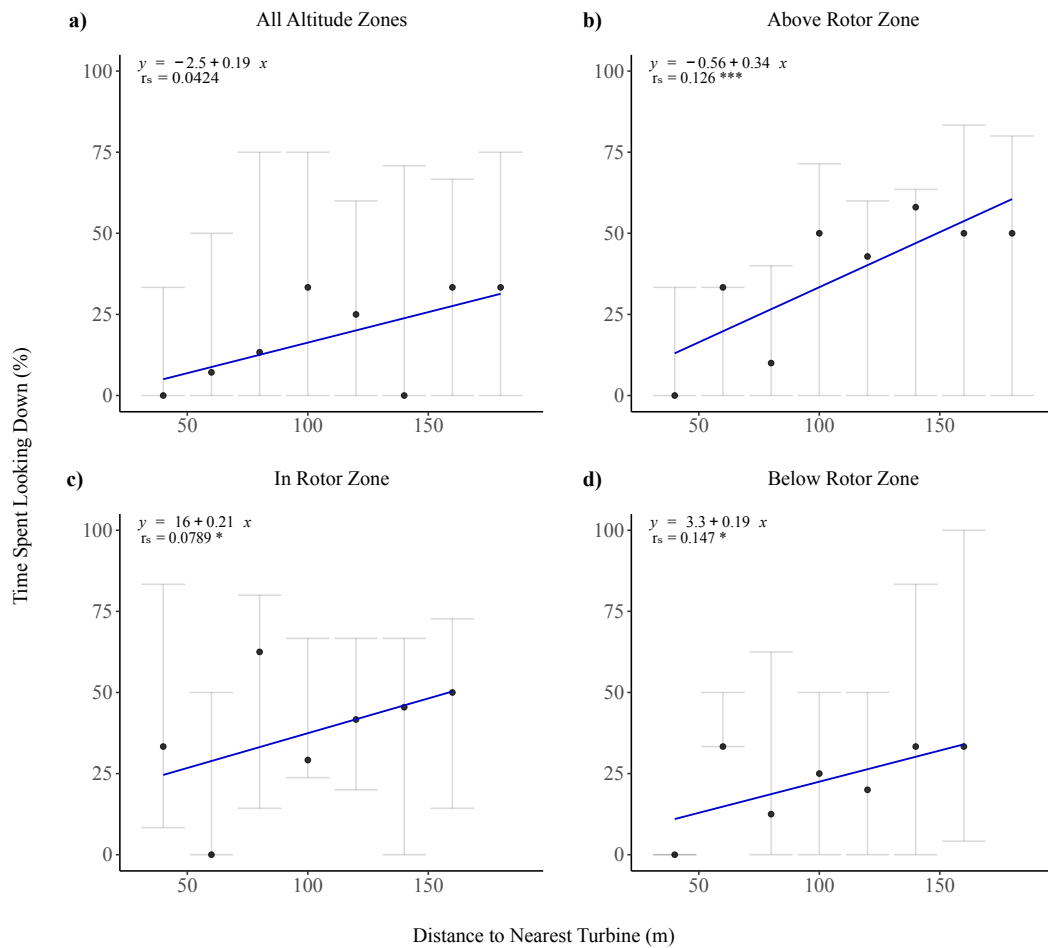 a) All Altitude Zones
y = −2.5 + 0.19 x
rₛ = 0.0424
100
75
50
25
0
50 100 150
b) Above Rotor Zone
y = −0.56 + 0.34 x
rₛ = 0.126 ***
100
75
50
25
0
50 100 150
Time Spent Looking Down (%)
c) In Rotor Zone
y = 16 + 0.21 x
rₛ = 0.0789 *
100
75
50
25
0
50 100 150
d) Below Rotor Zone
y = 3.3 + 0.19 x
rₛ = 0.147 *
100
75
50
25
0
50 100 150
Distance to Nearest Turbine (m)